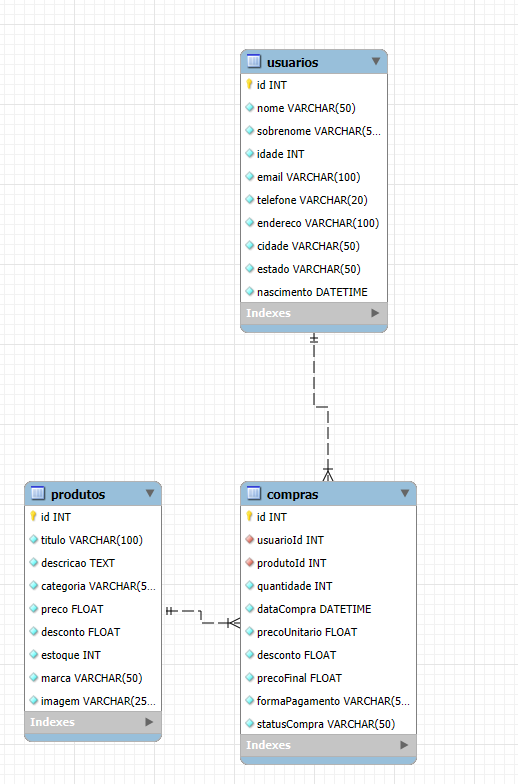 usuarios
id INT
nome VARCHAR(50)
sobrenome VARCHAR(5...
idade INT
email VARCHAR(100)
telefone VARCHAR(20)
endereco VARCHAR(100)
cidade VARCHAR(50)
estado VARCHAR(50)
nascimento DATETIME
Indexes
produtos
id INT
titulo VARCHAR(100)
descricao TEXT
categoria VARCHAR(5...
preco FLOAT
desconto FLOAT
estoque INT
marca VARCHAR(50)
imagem VARCHAR(25...
Indexes
compras
id INT
usuarioId INT
produtoId INT
quantidade INT
dataCompra DATETIME
precoUnitario FLOAT
desconto FLOAT
precoFinal FLOAT
formaPagamento VARCHAR(5...
statusCompra VARCHAR(50)
Indexes